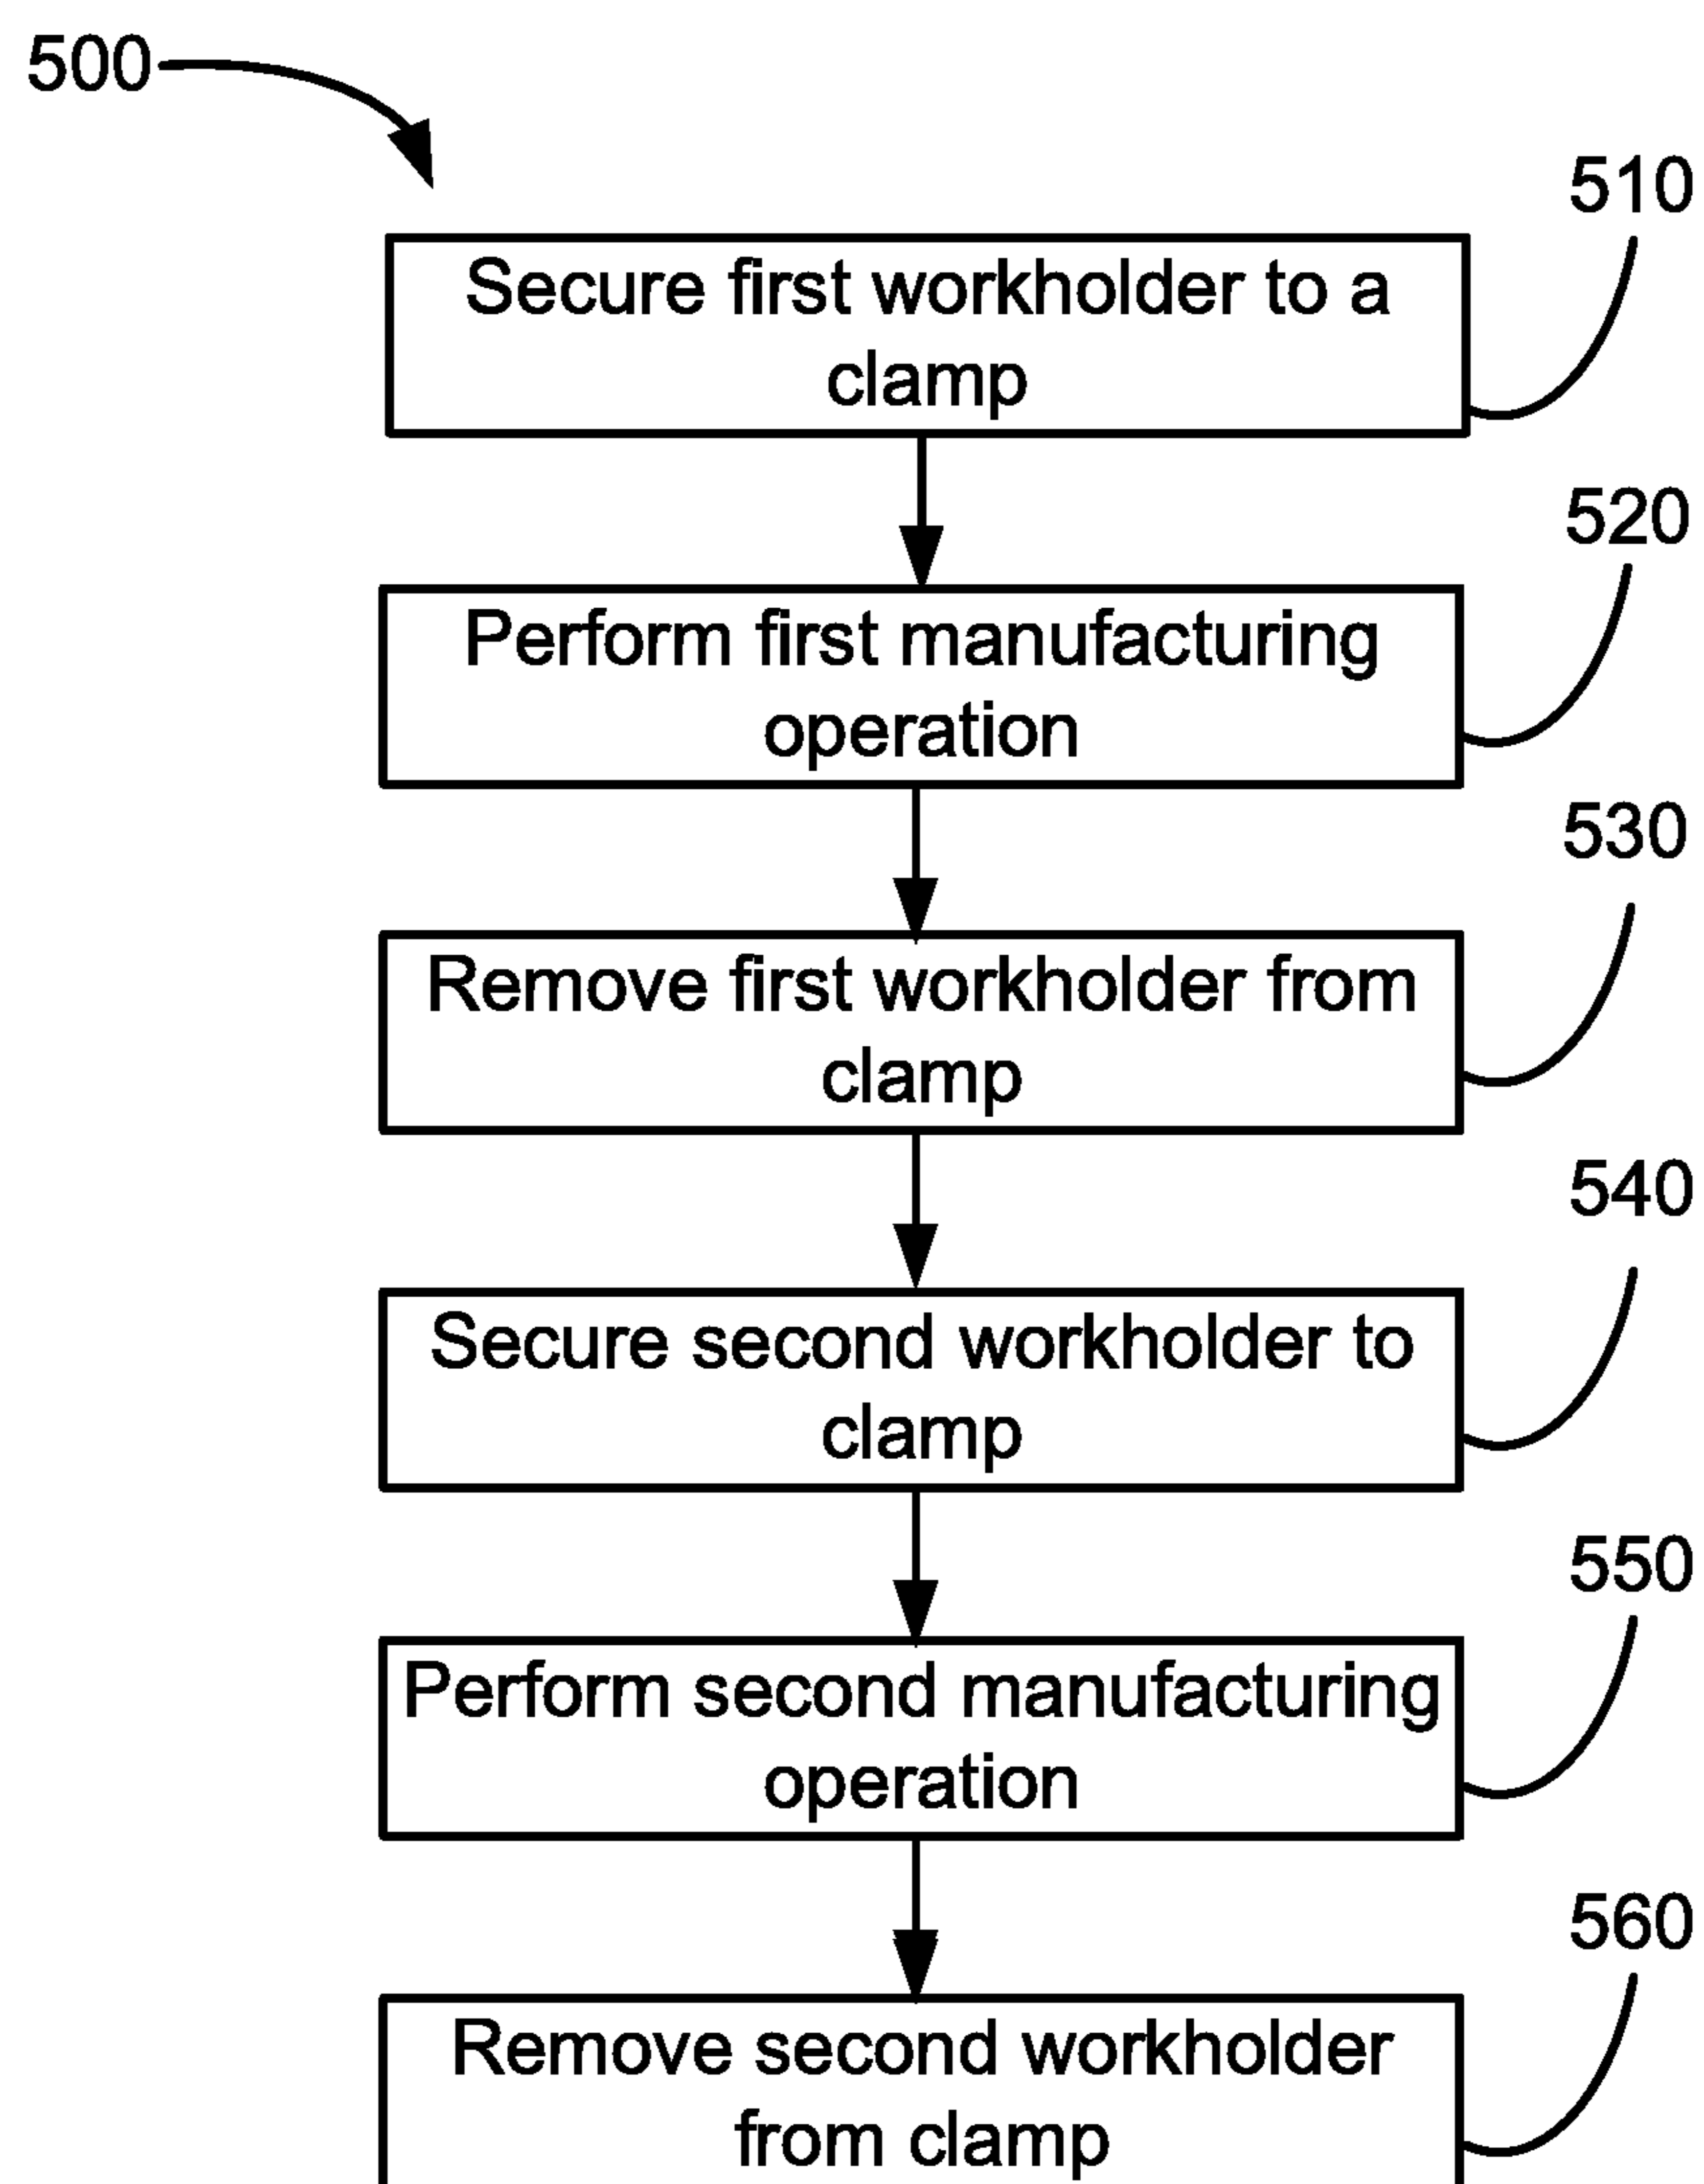 500
510
Secure first workholder to a
clamp
520
Perform first manufacturing
operation
530
Remove first workholder from
clamp
540
Secure second workholder to
clamp
550
Perform second manufacturing
operation
560
Remove second workholder
from clamp